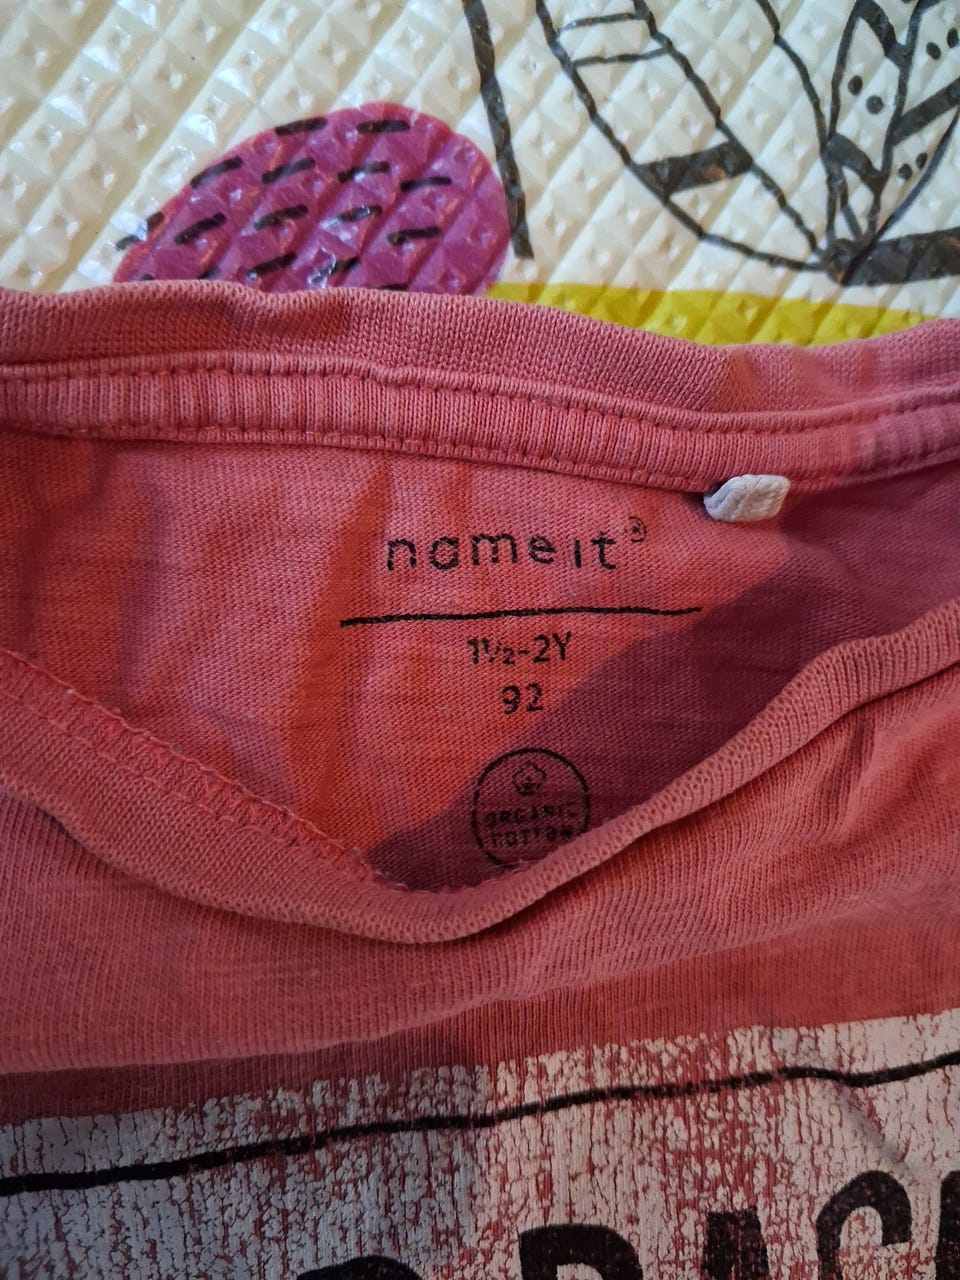 name it®
1½-2Y
92
ORGANIC
COTTON